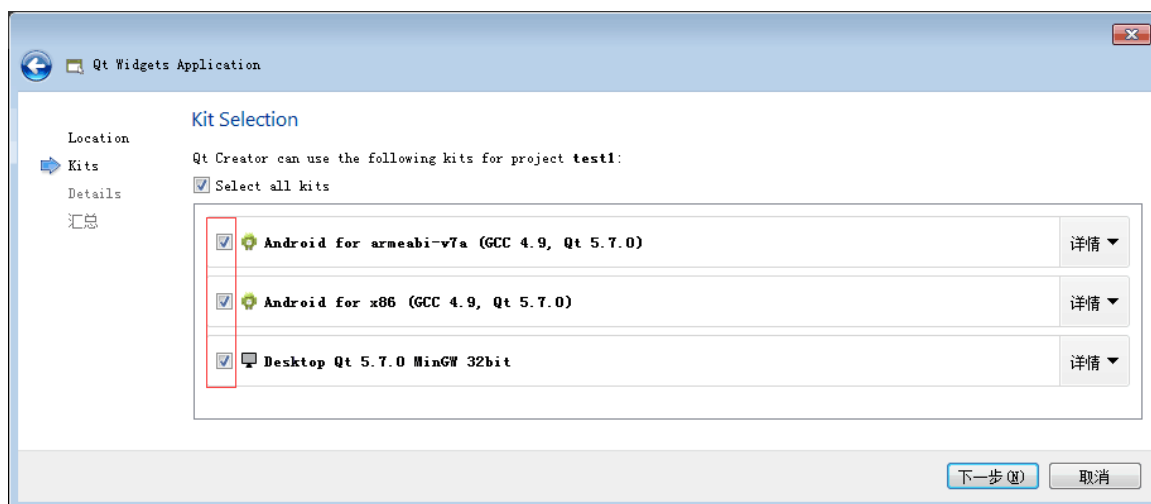 Qt Widgets Application
Location
Kits
Details
汇总
Kit Selection
Qt Creator can use the following kits for project test1:
Select all kits
Android for armeabi-v7a (GCC 4.9, Qt 5.7.0)
详情
Android for x86 (GCC 4.9, Qt 5.7.0)
详情
Desktop Qt 5.7.0 MinGW 32bit
详情
下一步(N)
取消